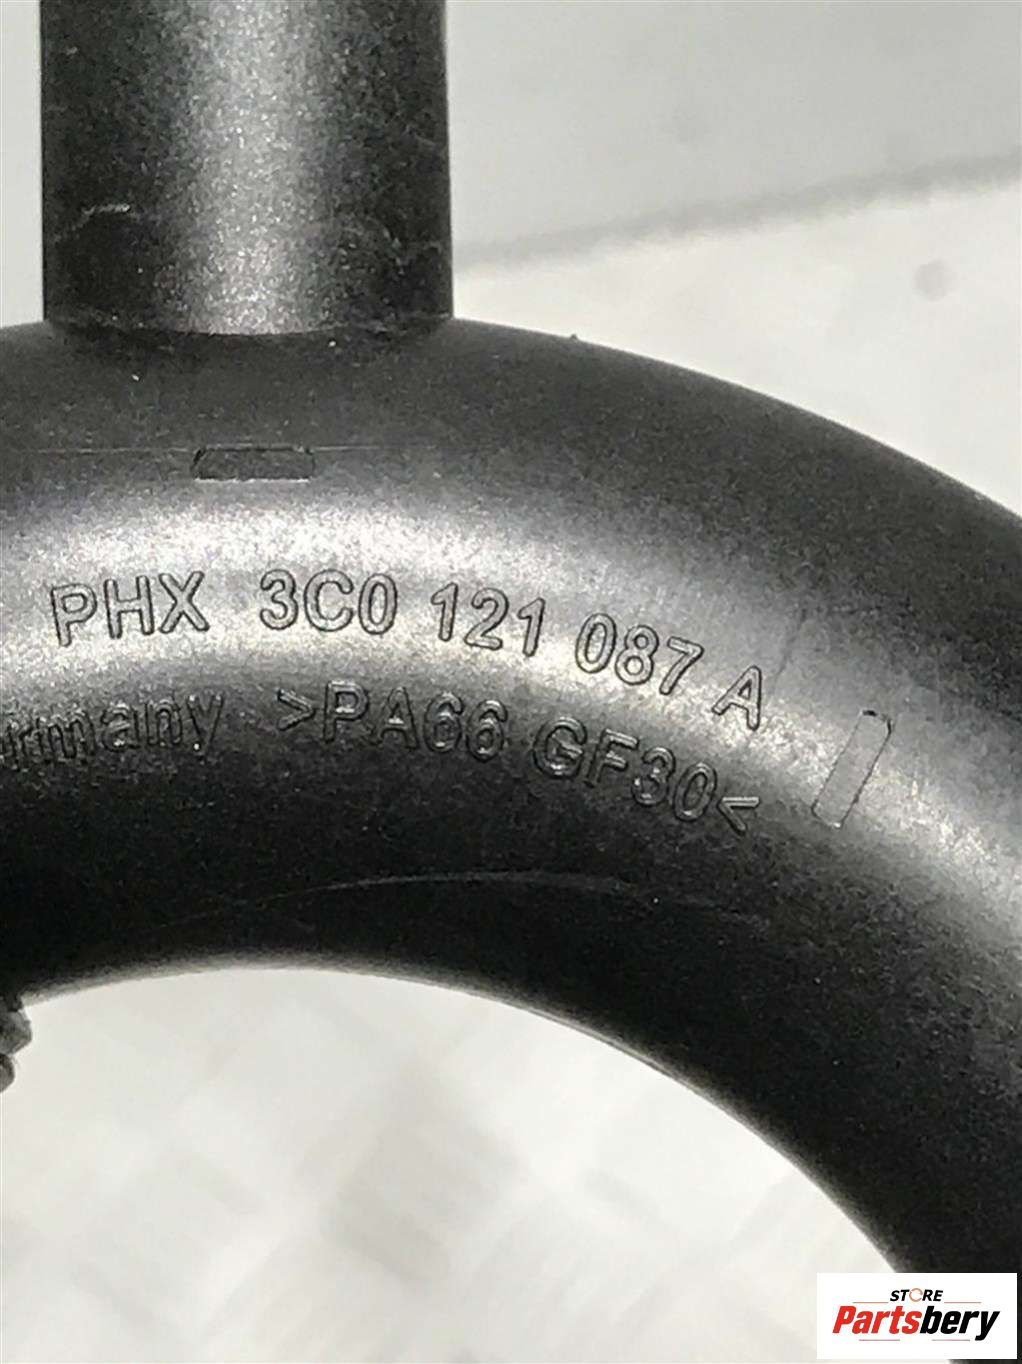 PHX 3C0 121 087 A
>PA66 GF30<
STORE
Partsbery